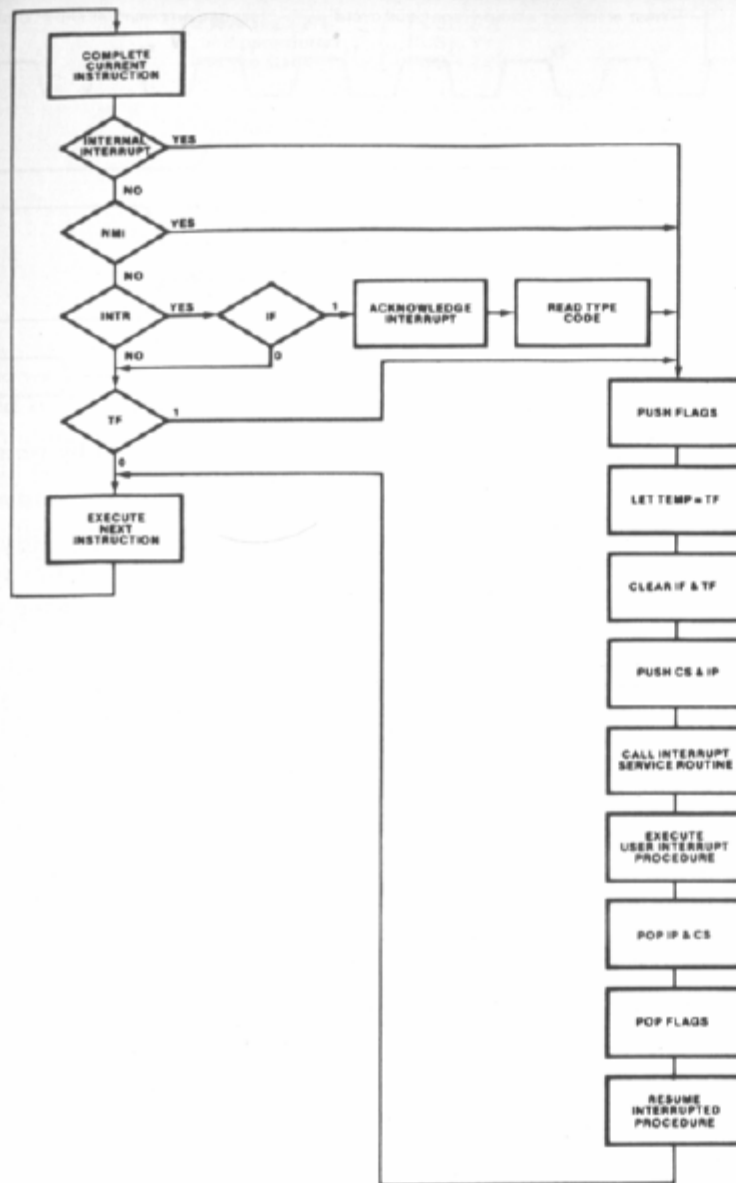 COMPLETE
CURRENT
INSTRUCTION
INTERNAL
INTERRUPT
YES
NO
NMI
YES
NO
INTR
YES
IF
1
ACKNOWLEDGE
INTERRUPT
READ TYPE
CODE
NO
0
TF
1
0
EXECUTE
NEXT
INSTRUCTION
PUSH FLAGS
LET TEMP = TF
CLEAR IF & TF
PUSH CS & IP
CALL INTERRUPT
SERVICE ROUTINE
EXECUTE
USER INTERRUPT
PROCEDURE
POP IP & CS
POP FLAGS
RESUME
INTERRUPTED
PROCEDURE